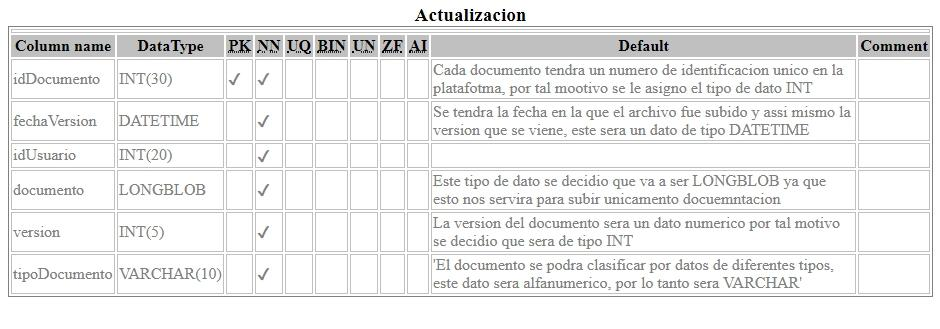 Actualizacion
Column name DataType PK NN UQ BIN UN ZF AI Default Comment
idDocumento INT(30) ✓ ✓ Cada documento tendra un numero de identificacion unico en la
platafotma, por tal mootivo se le asigno el tipo de dato INT
fechaVersion DATETIME ✓ Se tendra la fecha en la que el archivo fue subido y assi mismo la
version que se viene, este sera un dato de tipo DATETIME
idUsuario INT(20) ✓
documento LONGBLOB ✓ Este tipo de dato se decidio que va a ser LONGBLOB ya que
esto nos servira para subir unicamento docuemntacion
version INT(5) ✓ La version del documento sera un dato numerico por tal motivo
se decidio que sera de tipo INT
tipoDocumento VARCHAR(10) ✓ 'El documento se podra clasificar por datos de diferentes tipos,
este dato sera alfanumerico, por lo tanto sera VARCHAR'